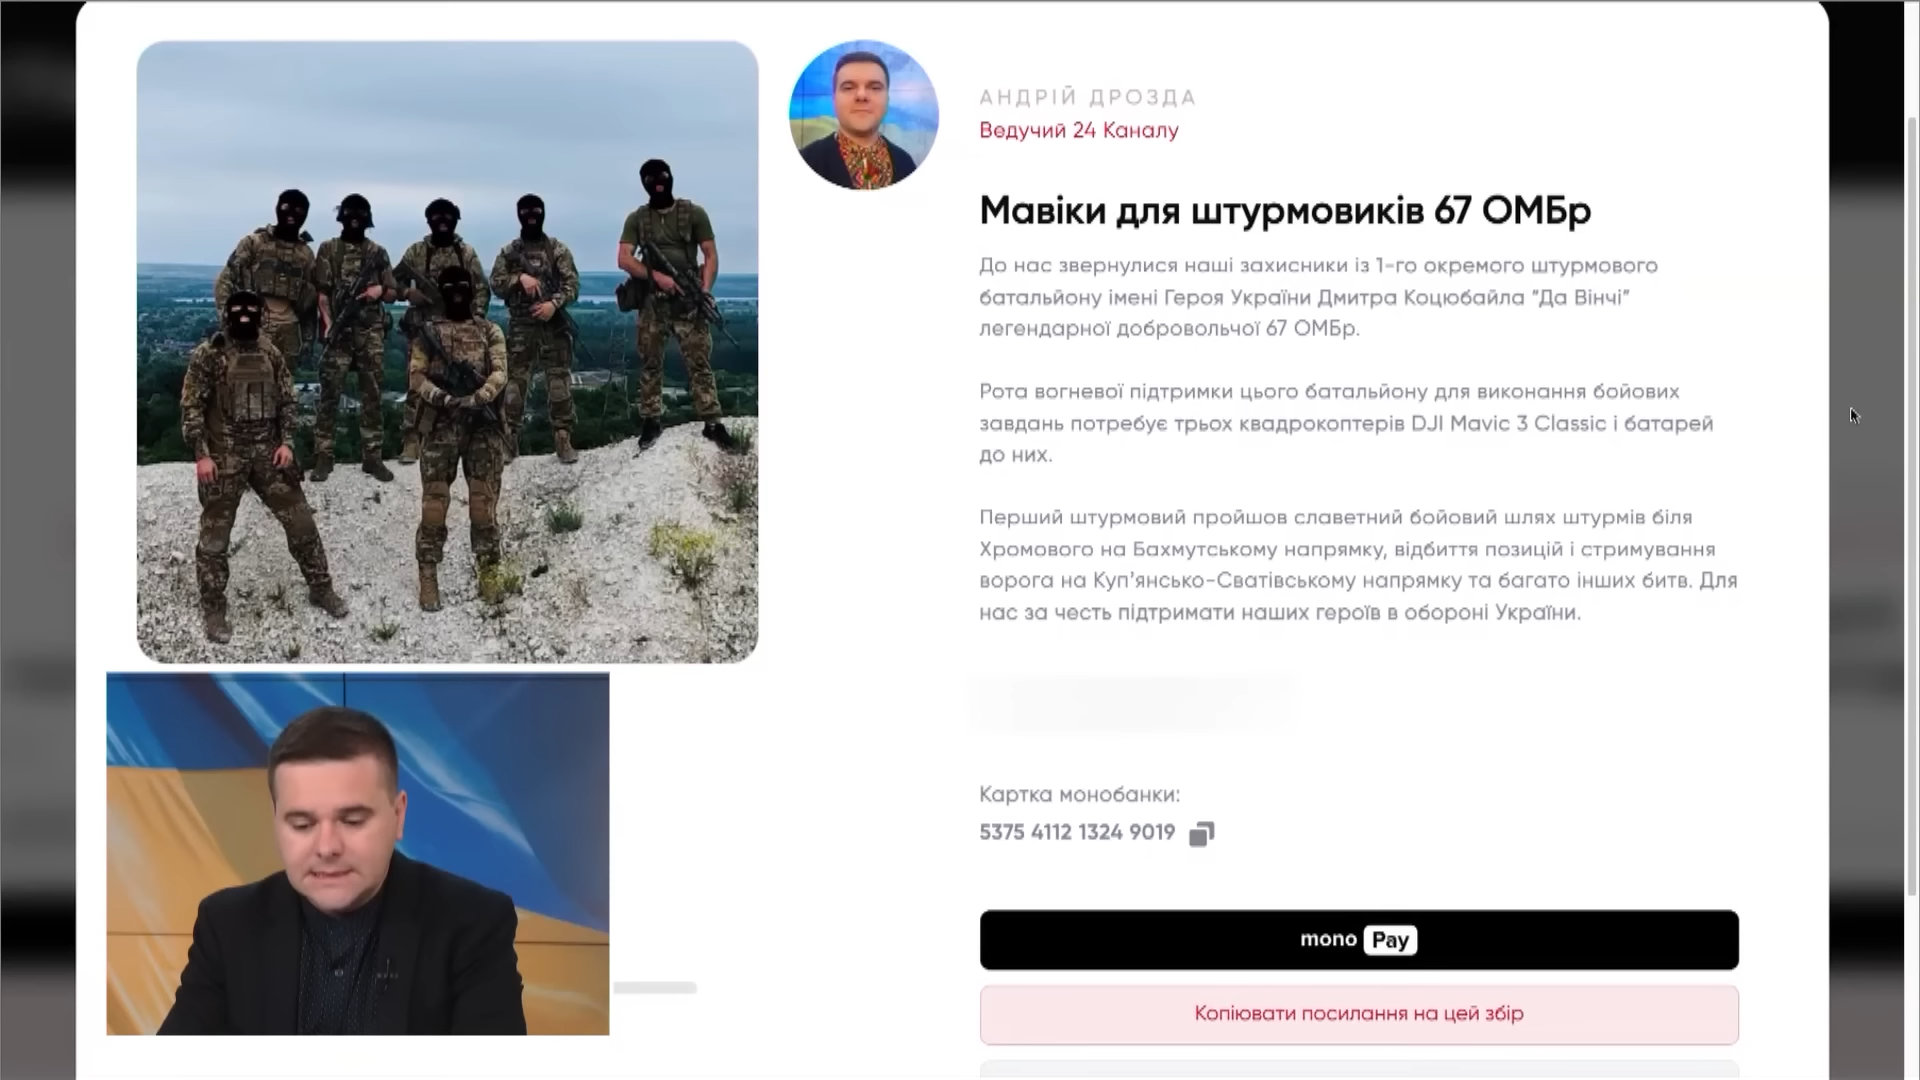 АНДРІЙ ДРОЗДА
Ведучий 24 Каналу
Мавіки для штурмовиків 67 ОМБр
До нас звернулися наші захисники із 1-го окремого штурмового
батальйону імені Героя України Дмитра Коцюбайла "Да Вінчі"
легендарної добровольчої 67 ОМБр.
Рота вогневої підтримки цього батальйону для виконання бойових
завдань потребує трьох квадрокоптерів DJI Mavic 3 Classic і батарей
до них.
Перший штурмовий пройшов славетний бойовий шлях штурмів біля
Хромового на Бахмутському напрямку, відбиття позицій і стримування
ворога на Куп'янсько-Сватівському напрямку та багато інших битв. Для
нас за честь підтримати наших героїв в обороні України.
Картка монобанки:
5375 4112 1324 9019
mono Pay
Копіювати посилання на цей збір